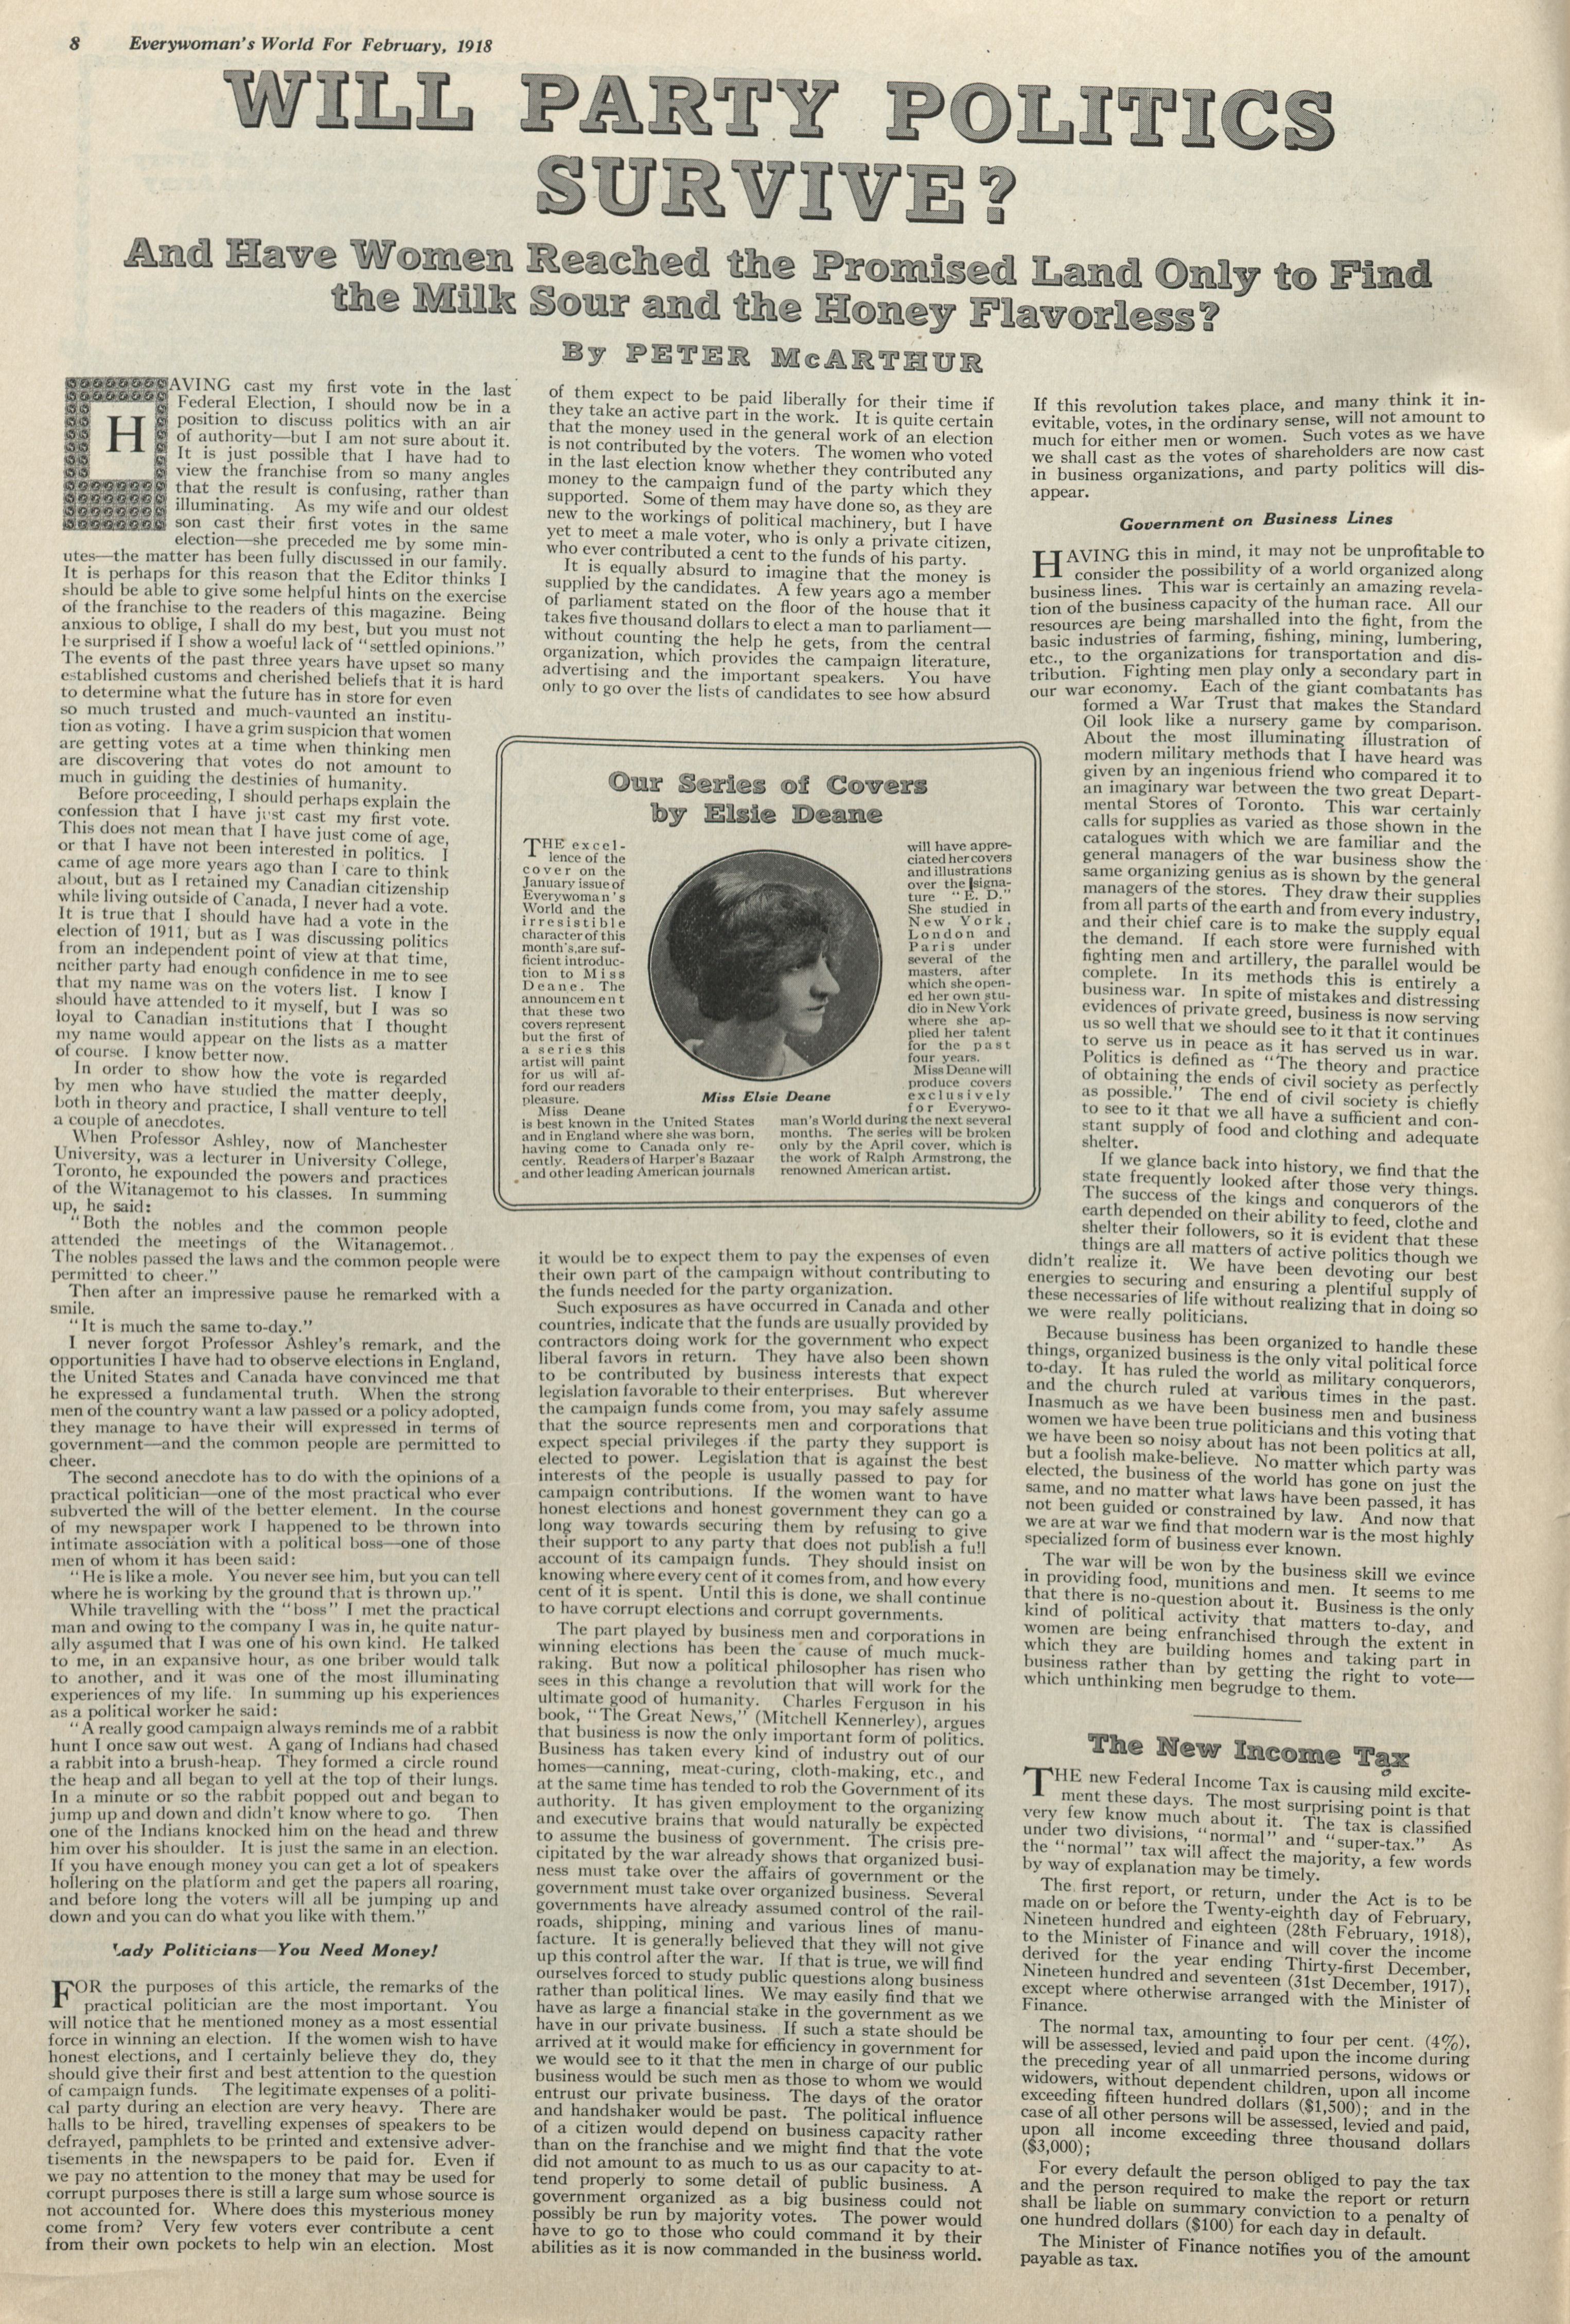 8 Everywoman's World For February, 1918
WILL PARTY POLITICS
SURVIVE?
And Have Women Reached the Promised Land Only to Find
the Milk Sour and the Honey Flavorless?
By PETER McARTHUR
HAVING cast my first vote in the last
Federal Election, I should now be in a
position to discuss politics with an air
of authority—but I am not sure about it.
It is just possible that I have had to
view the franchise from so many angles
that the result is confusing, rather than
illuminating. As my wife and our oldest
son cast their first votes in the same
election—she preceded me by some min-
utes—the matter has been fully discussed in our family.
It is perhaps for this reason that the Editor thinks I
should be able to give some helpful hints on the exercise
of the franchise to the readers of this magazine. Being
anxious to oblige, I shall do my best, but you must not
be surprised if I show a woeful lack of "settled opinions."
The events of the past three years have upset so many
established customs and cherished beliefs that it is hard
to determine what the future has in store for even
so much trusted and much-vaunted an institu-
tion as voting. I have a grim suspicion that women
are getting votes at a time when thinking men
are discovering that votes do not amount to
much in guiding the destinies of humanity.
Before proceeding, I should perhaps explain the
confession that I have just cast my first vote.
This does not mean that I have just come of age,
or that I have not been interested in politics. I
came of age more years ago than I care to think
about, but as I retained my Canadian citizenship
while living outside of Canada, I never had a vote.
It is true that I should have had a vote in the
election of 1911, but as I was discussing politics
from an independent point of view at that time,
neither party had enough confidence in me to see
that my name was on the voters list. I know I
should have attended to it myself, but I was so
loyal to Canadian institutions that I thought
my name would appear on the lists as a matter
of course. I know better now.
In order to show how the vote is regarded
by men who have studied the matter deeply,
both in theory and practice, I shall venture to tell
a couple of anecdotes.
When Professor Ashley, now of Manchester
University, was a lecturer in University College,
Toronto, he expounded the powers and practices
of the Witanagemot to his classes. In summing
up, he said:
"Both the nobles and the common people
attended the meetings of the Witanagemot.
The nobles passed the laws and the common people were
permitted to cheer."
Then after an impressive pause he remarked with a
smile.
"It is much the same to-day."
I never forgot Professor Ashley's remark, and the
opportunities I have had to observe elections in England,
the United States and Canada have convinced me that
he expressed a fundamental truth. When the strong
men of the country want a law passed or a policy adopted,
they manage to have their will expressed in terms of
government—and the common people are permitted to
cheer.
The second anecdote has to do with the opinions of a
practical politician—one of the most practical who ever
subverted the will of the better element. In the course
of my newspaper work I happened to be thrown into
intimate association with a political boss—one of those
men of whom it has been said:
"He is like a mole. You never see him, but you can tell
where he is working by the ground that is thrown up."
While travelling with the "boss" I met the practical
man and owing to the company I was in, he quite natur-
ally assumed that I was one of his own kind. He talked
to me, in an expansive hour, as one briber would talk
to another, and it was one of the most illuminating
experiences of my life. In summing up his experiences
as a political worker he said:
"A really good campaign always reminds me of a rabbit
hunt I once saw out west. A gang of Indians had chased
a rabbit into a brush-heap. They formed a circle round
the heap and all began to yell at the top of their lungs.
In a minute or so the rabbit popped out and began to
jump up and down and didn't know where to go. Then
one of the Indians knocked him on the head and threw
him over his shoulder. It is just the same in an election.
If you have enough money you can get a lot of speakers
hollering on the platform and get the papers all roaring,
and before long the voters will all be jumping up and
down and you can do what you like with them."
Lady Politicians—You Need Money!
FOR the purposes of this article, the remarks of the
practical politician are the most important. You
will notice that he mentioned money as a most essential
force in winning an election. If the women wish to have
honest elections, and I certainly believe they do, they
should give their first and best attention to the question
of campaign funds. The legitimate expenses of a politi-
cal party during an election are very heavy. There are
halls to be hired, travelling expenses of speakers to be
defrayed, pamphlets to be printed and extensive adver-
tisements in the newspapers to be paid for. Even if
we pay no attention to the money that may be used for
corrupt purposes there is still a large sum whose source is
not accounted for. Where does this mysterious money
come from? Very few voters ever contribute a cent
from their own pockets to help win an election. Most
of them expect to be paid liberally for their time if
they take an active part in the work. It is quite certain
that the money used in the general work of an election
is not contributed by the voters. The women who voted
in the last election know whether they contributed any
money to the campaign fund of the party which they
supported. Some of them may have done so, as they are
new to the workings of political machinery, but I have
yet to meet a male voter, who is only a private citizen,
who ever contributed a cent to the funds of his party.
It is equally absurd to imagine that the money is
supplied by the candidates. A few years ago a member
of parliament stated on the floor of the house that it
takes five thousand dollars to elect a man to parliament—
without counting the help he gets, from the central
organization, which provides the campaign literature,
advertising and the important speakers. You have
only to go over the lists of candidates to see how absurd
Our Series of Covers
by Elsie Deane
THE excel-
lence of the
cover on the
January issue of
Everywoman's
World and the
irresistible
character of this
month's are suf-
ficient introduc-
tion to Miss
Deane. The
announcement
that these two
covers represent
but the first of
a series this
artist will paint
for us will af-
ford our readers
pleasure.
Miss Deane
is best known in the United States
and in England where she was born,
having come to Canada only re-
cently. Readers of Harper's Bazaar
and other leading American journals
Miss Elsie Deane
will have appre-
ciated her covers
and illustrations
over the signa-
ture "E. D."
She studied in
New York,
London and
Paris under
several of the
masters, after
which she open-
ed her own stu-
dio in New York
where she ap-
plied her talent
for the past
four years.
Miss Deane will
produce covers
exclusively
for Everywo-
man's World during the next several
months. The series will be broken
only by the April cover, which is
the work of Ralph Armstrong, the
renowned American artist.
it would be to expect them to pay the expenses of even
their own part of the campaign without contributing to
the funds needed for the party organization.
Such exposures as have occurred in Canada and other
countries, indicate that the funds are usually provided by
contractors doing work for the government who expect
liberal favors in return. They have also been shown
to be contributed by business interests that expect
legislation favorable to their enterprises. But wherever
the campaign funds come from, you may safely assume
that the source represents men and corporations that
expect special privileges if the party they support is
elected to power. Legislation that is against the best
interests of the people is usually passed to pay for
campaign contributions. If the women want to have
honest elections and honest government they can go a
long way towards securing them by refusing to give
their support to any party that does not publish a full
account of its campaign funds. They should insist on
knowing where every cent of it comes from, and how every
cent of it is spent. Until this is done, we shall continue
to have corrupt elections and corrupt governments.
The part played by business men and corporations in
winning elections has been the cause of much muck-
raking. But now a political philosopher has risen who
sees in this change a revolution that will work for the
ultimate good of humanity. Charles Ferguson in his
book, "The Great News," (Mitchell Kennerley), argues
that business is now the only important form of politics.
Business has taken every kind of industry out of our
homes—canning, meat-curing, cloth-making, etc., and
at the same time has tended to rob the Government of its
authority. It has given employment to the organizing
and executive brains that would naturally be expected
to assume the business of government. The crisis pre-
cipitated by the war already shows that organized busi-
ness must take over the affairs of government or the
government must take over organized business. Several
governments have already assumed control of the rail-
roads, shipping, mining and various lines of manu-
facture. It is generally believed that they will not give
up this control after the war. If that is true, we will find
ourselves forced to study public questions along business
rather than political lines. We may easily find that we
have as large a financial stake in the government as we
have in our private business. If such a state should be
arrived at it would make for efficiency in government for
we would see to it that the men in charge of our public
business would be such men as those to whom we would
entrust our private business. The days of the orator
and handshaker would be past. The political influence
of a citizen would depend on business capacity rather
than on the franchise and we might find that the vote
did not amount to as much to us as our capacity to at-
tend properly to some detail of public business. A
government organized as a big business could not
possibly be run by majority votes. The power would
have to go to those who could command it by their
abilities as it is now commanded in the business world.
If this revolution takes place, and many think it in-
evitable, votes, in the ordinary sense, will not amount to
much for either men or women. Such votes as we have
we shall cast as the votes of shareholders are now cast
in business organizations, and party politics will dis-
appear.
Government on Business Lines
HAVING this in mind, it may not be unprofitable to
consider the possibility of a world organized along
business lines. This war is certainly an amazing revela-
tion of the business capacity of the human race. All our
resources are being marshalled into the fight, from the
basic industries of farming, fishing, mining, lumbering,
etc., to the organizations for transportation and dis-
tribution. Fighting men play only a secondary part in
our war economy. Each of the giant combatants has
formed a War Trust that makes the Standard
Oil look like a nursery game by comparison.
About the most illuminating illustration of
modern military methods that I have heard was
given by an ingenious friend who compared it to
an imaginary war between the two great Depart-
mental Stores of Toronto. This war certainly
calls for supplies as varied as those shown in the
catalogues with which we are familiar and the
general managers of the war business show the
same organizing genius as is shown by the general
managers of the stores. They draw their supplies
from all parts of the earth and from every industry,
and their chief care is to make the supply equal
the demand. If each store were furnished with
fighting men and artillery, the parallel would be
complete. In its methods this is entirely a
business war. In spite of mistakes and distressing
evidences of private greed, business is now serving
us so well that we should see to it that it continues
to serve us in peace as it has served us in war.
Politics is defined as "The theory and practice
of obtaining the ends of civil society as perfectly
as possible." The end of civil society is chiefly
to see to it that we all have a sufficient and con-
stant supply of food and clothing and adequate
shelter.
If we glance back into history, we find that the
state frequently looked after those very things.
The success of the kings and conquerors of the
earth depended on their ability to feed, clothe and
shelter their followers, so it is evident that these
things are all matters of active politics though we
didn't realize it. We have been devoting our best
energies to securing and ensuring a plentiful supply of
these necessaries of life without realizing that in doing so
we were really politicians.
Because business has been organized to handle these
things, organized business is the only vital political force
to-day. It has ruled the world as military conquerors,
and the church ruled at various times in the past.
Inasmuch as we have been business men and business
women we have been true politicians and this voting that
we have been so noisy about has not been politics at all,
but a foolish make-believe. No matter which party was
elected, the business of the world has gone on just the
same, and no matter what laws have been passed, it has
not been guided or constrained by law. And now that
we are at war we find that modern war is the most highly
specialized form of business ever known.
The war will be won by the business skill we evince
in providing food, munitions and men. It seems to me
that there is no-question about it. Business is the only
kind of political activity that matters to-day, and
women are being enfranchised through the extent in
which they are building homes and taking part in
business rather than by getting the right to vote—
which unthinking men begrudge to them.
The New Income Tax
THE new Federal Income Tax is causing mild excite-
ment these days. The most surprising point is that
very few know much about it. The tax is classified
under two divisions, "normal" and "super-tax." As
the "normal" tax will affect the majority, a few words
by way of explanation may be timely.
The first report, or return, under the Act is to be
made on or before the Twenty-eighth day of February,
Nineteen hundred and eighteen (28th February, 1918),
to the Minister of Finance and will cover the income
derived for the year ending Thirty-first December,
Nineteen hundred and seventeen (31st December, 1917),
except where otherwise arranged with the Minister of
Finance.
The normal tax, amounting to four per cent. (4%),
will be assessed, levied and paid upon the income during
the preceding year of all unmarried persons, widows or
widowers, without dependent children, upon all income
exceeding fifteen hundred dollars ($1,500); and in the
case of all other persons will be assessed, levied and paid,
upon all income exceeding three thousand dollars
($3,000);
For every default the person obliged to pay the tax
and the person required to make the report or return
shall be liable on summary conviction to a penalty of
one hundred dollars ($100) for each day in default.
The Minister of Finance notifies you of the amount
payable as tax.